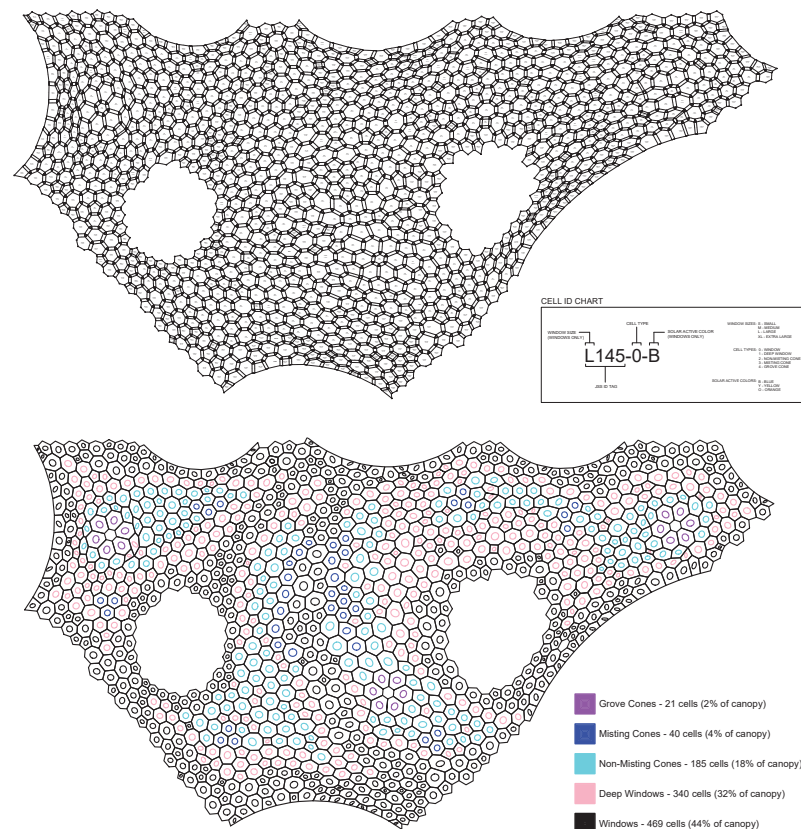 CELL ID CHART
CELL TYPE
WINDOW SIZE
(WINDOWS ONLY)
SOLAR ACTIVE COLOR
(WINDOWS ONLY)
L145-0-B
JSS ID TAG
WINDOW SIZES: S - SMALL
M - MEDIUM
L - LARGE
XL - EXTRA LARGE
CELL TYPES: 0 - WINDOW
1 - DEEP WINDOW
2 - NONMISTING CONE
3 - MISTING CONE
4 - GROVE CONE
SOLAR ACTIVE COLORS: B - BLUE
Y - YELLOW
O - ORANGE
Grove Cones - 21 cells (2% of canopy)
Misting Cones - 40 cells (4% of canopy)
Non-Misting Cones - 185 cells (18% of canopy)
Deep Windows - 340 cells (32% of canopy)
Windows - 469 cells (44% of canopy)